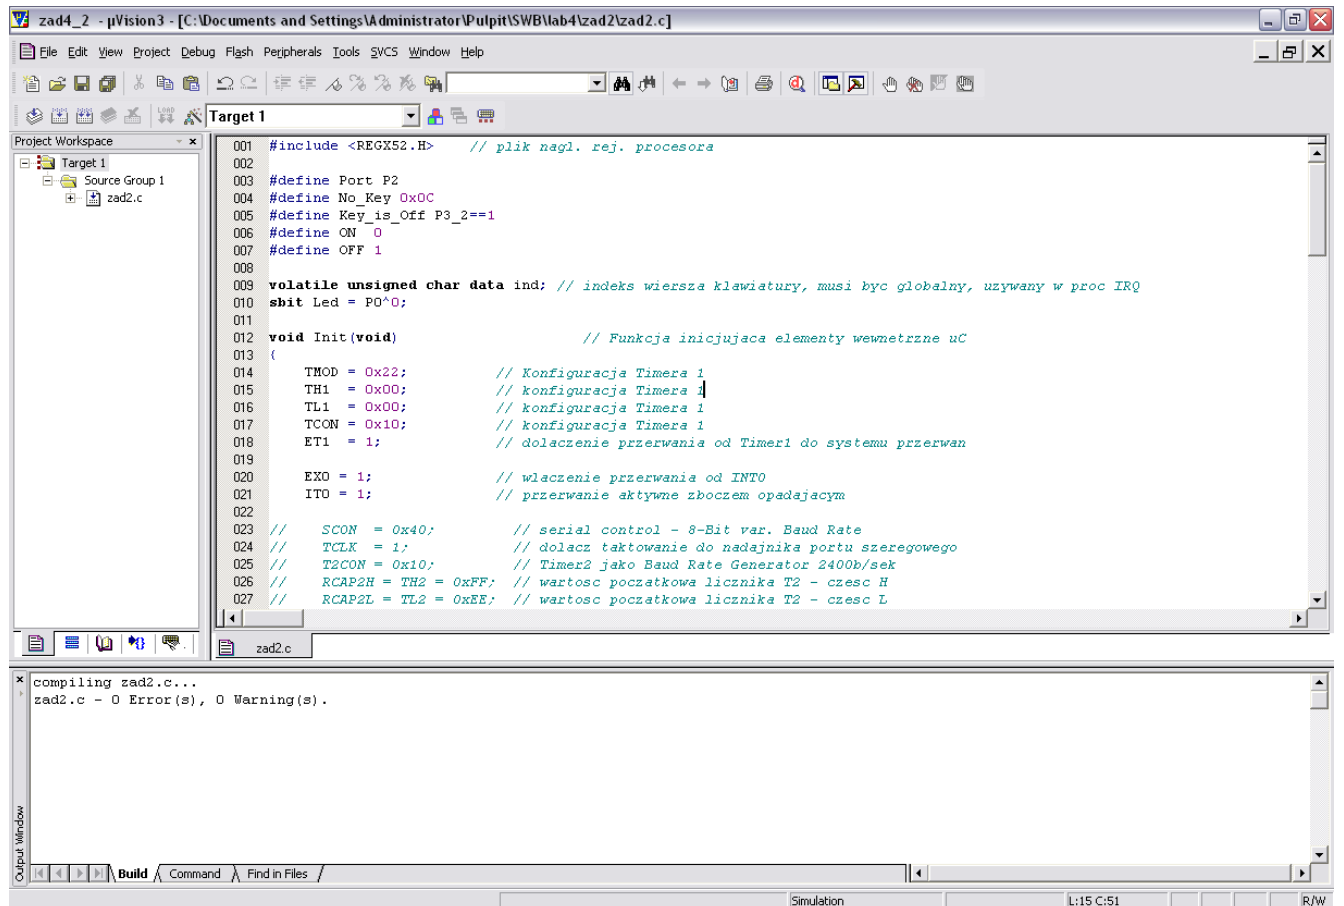 zad4_2 - µVision3 - [C:\Documents and Settings\Administrator\Pulpit\SWB\lab4\zad2\zad2.c]
File Edit View Project Debug Flash Peripherals Tools SVCS Window Help
LOAD Target 1
Project Workspace
Target 1
Source Group 1
zad2.c
001 #include <REGX52.H> // plik nagl. rej. procesora
002
003 #define Port P2
004 #define No_Key 0x0C
005 #define Key_is_Off P3_2==1
006 #define ON 0
007 #define OFF 1
008
009 volatile unsigned char data ind; // indeks wiersza klawiatury, musi byc globalny, uzywany w proc IRQ
010 sbit Led = P0^0;
011
012 void Init(void) // Funkcja inicjujaca elementy wewnetrzne uC
013 {
014 TMOD = 0x22; // Konfiguracja Timera 1
015 TH1 = 0x00; // konfiguracja Timera 1
016 TL1 = 0x00; // konfiguracja Timera 1
017 TCON = 0x10; // konfiguracja Timera 1
018 ET1 = 1; // dolaczenie przerwania od Timer1 do systemu przerwan
019
020 EX0 = 1; // wlaczenie przerwania od INT0
021 IT0 = 1; // przerwanie aktywne zboczem opadajacym
022
023 // SCON = 0x40; // serial control - 8-Bit var. Baud Rate
024 // TCLK = 1; // dolacz taktowanie do nadajnika portu szeregowego
025 // T2CON = 0x10; // Timer2 jako Baud Rate Generator 2400b/sek
026 // RCAP2H = TH2 = 0xFF; // wartosc poczatkowa licznika T2 - czesc H
027 // RCAP2L = TL2 = 0xEE; // wartosc poczatkowa licznika T2 - czesc L
zad2.c
compiling zad2.c...
zad2.c - 0 Error(s), 0 Warning(s).
Output Window
Build Command Find in Files
Simulation L:15 C:51 R/W